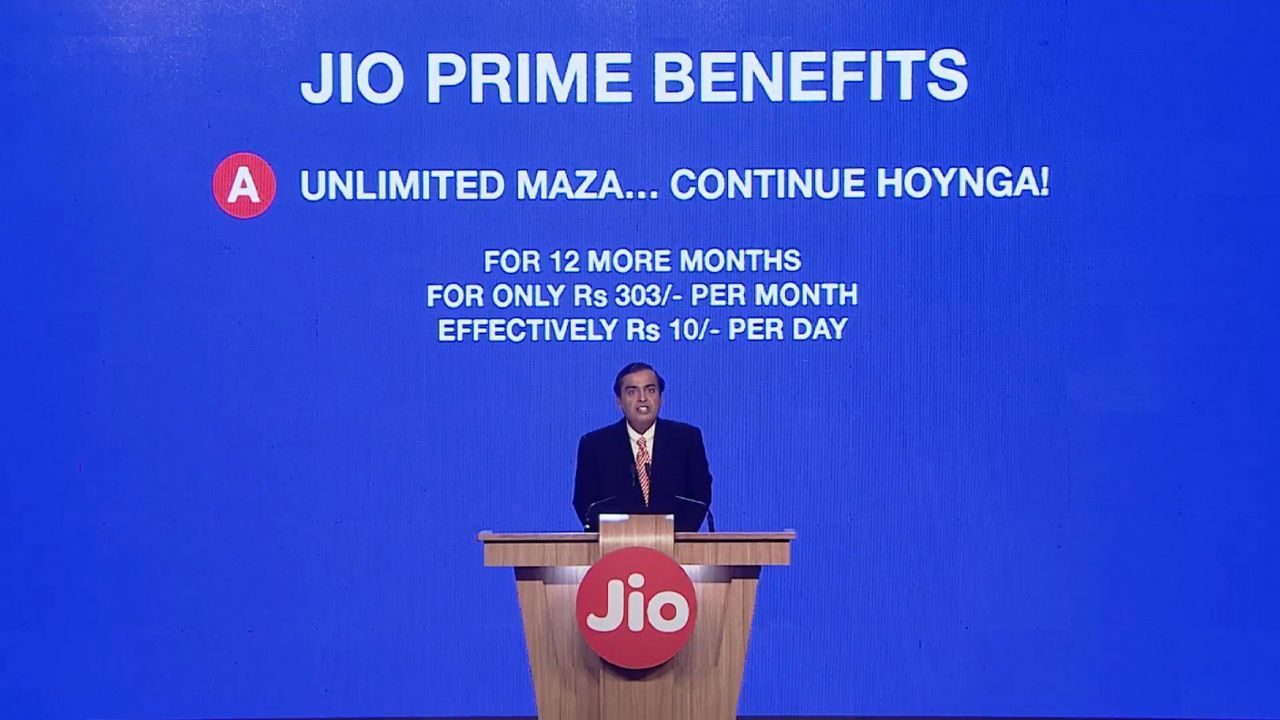 JIO PRIME BENEFITS
A UNLIMITED MAZA... CONTINUE HOYNGA!
FOR 12 MORE MONTHS
FOR ONLY Rs 303/- PER MONTH
EFFECTIVELY Rs 10/- PER DAY
Jio